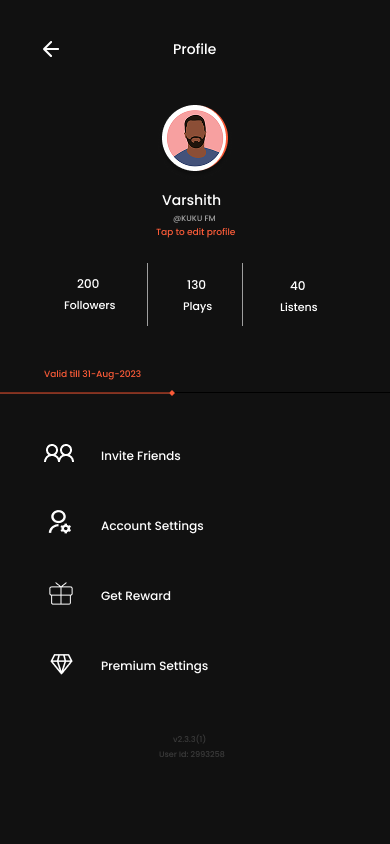 Profile
Varshith
@KUKU FM
Tap to edit profile
200 130 40
Followers Plays Listens
Valid till 31-Aug-2023
Invite Friends
Account Settings
Get Reward
Premium Settings
v2.3.3(1)
User id: 2993258